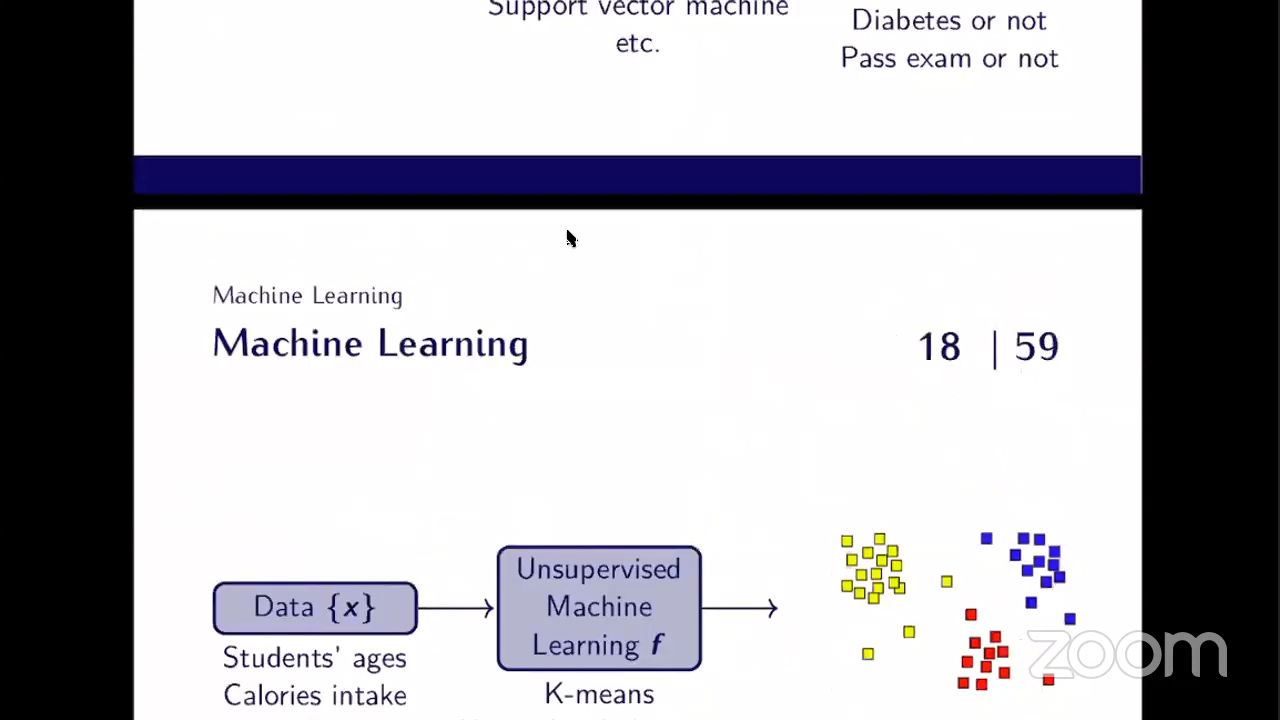 Support vector machine
etc.
Diabetes or not
Pass exam or not
Machine Learning
Machine Learning
18 | 59
Data {x}
Students' ages
Calories intake
Unsupervised
Machine
Learning f
K-means
zoom